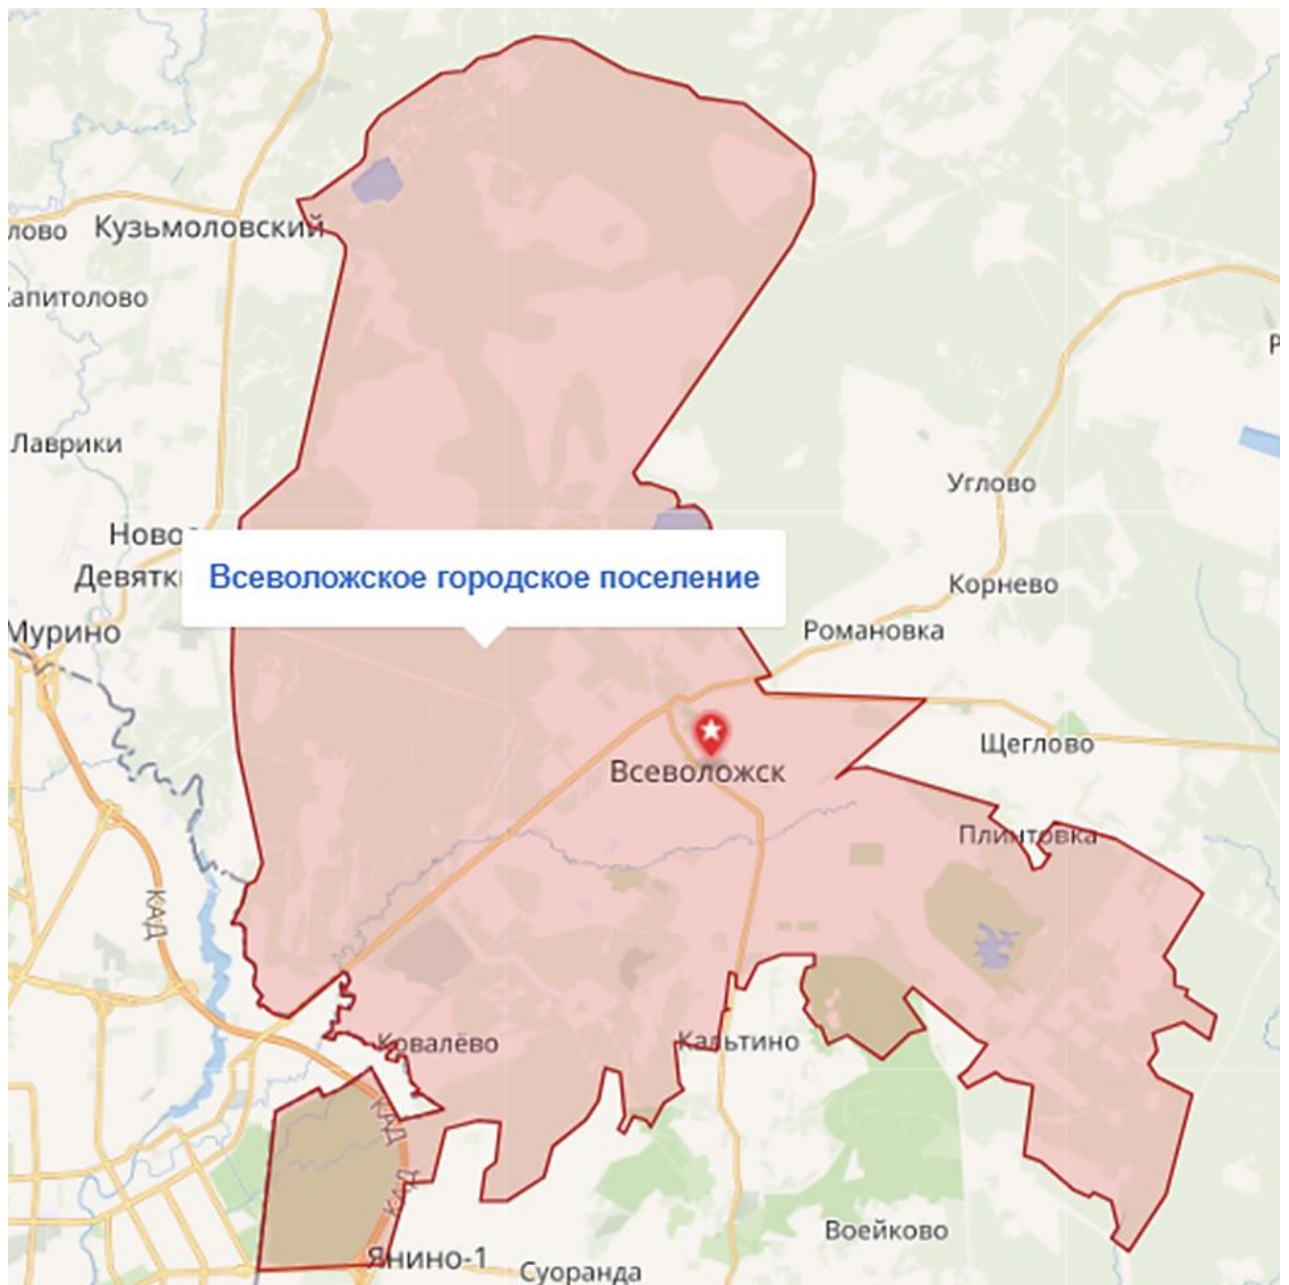 лово
Кузьмоловский
Капитолово
Р
Лаврики
Углово
Ново
Девятк
Всеволожское городское поселение
Корнево
Мурино
Романовка
Щеглово
Всеволожск
Плинтовка
КАД
Ковалёво
Кальтино
КАД
КАД
Воейково
Янино-1
Суоранда